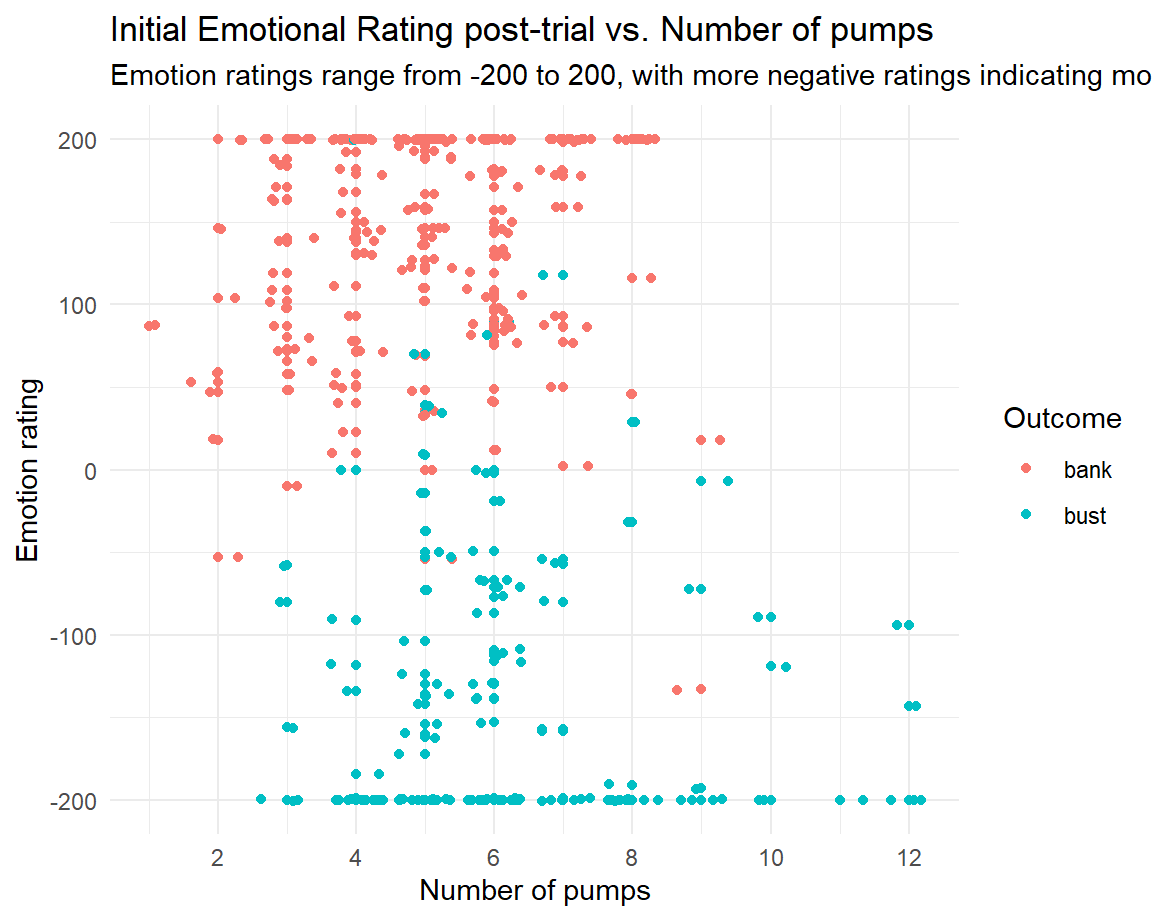 Initial Emotional Rating post-trial vs. Number of pumps
Emotion ratings range from -200 to 200, with more negative ratings indicating mo
200
100
0
-100
-200
Emotion rating
2 4 6 8 10 12
Number of pumps
Outcome
bank
bust